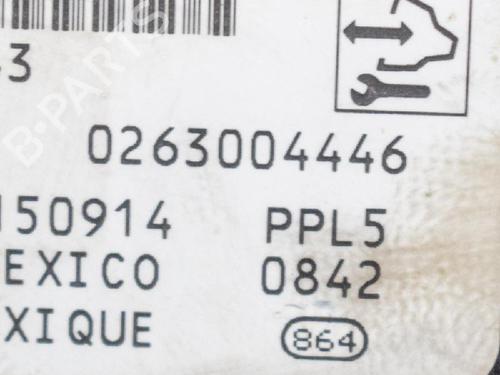 3
0263004446
150914 PPL5
EXICO 0842
XIQUE 864
B-PARTS